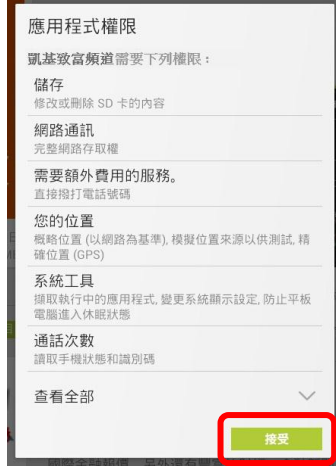 應用程式權限
凱基致富頻道需要下列權限：
儲存
修改或刪除 SD 卡的內容
網路通訊
完整網路存取權
需要額外費用的服務。
直接撥打電話號碼
您的位置
概略位置 (以網路為基準), 模擬位置來源以供測試, 精
確位置 (GPS)
系統工具
擷取執行中的應用程式, 變更系統顯示設定, 防止平板
電腦進入休眠狀態
通話次數
讀取手機狀態和識別碼
查看全部
接受